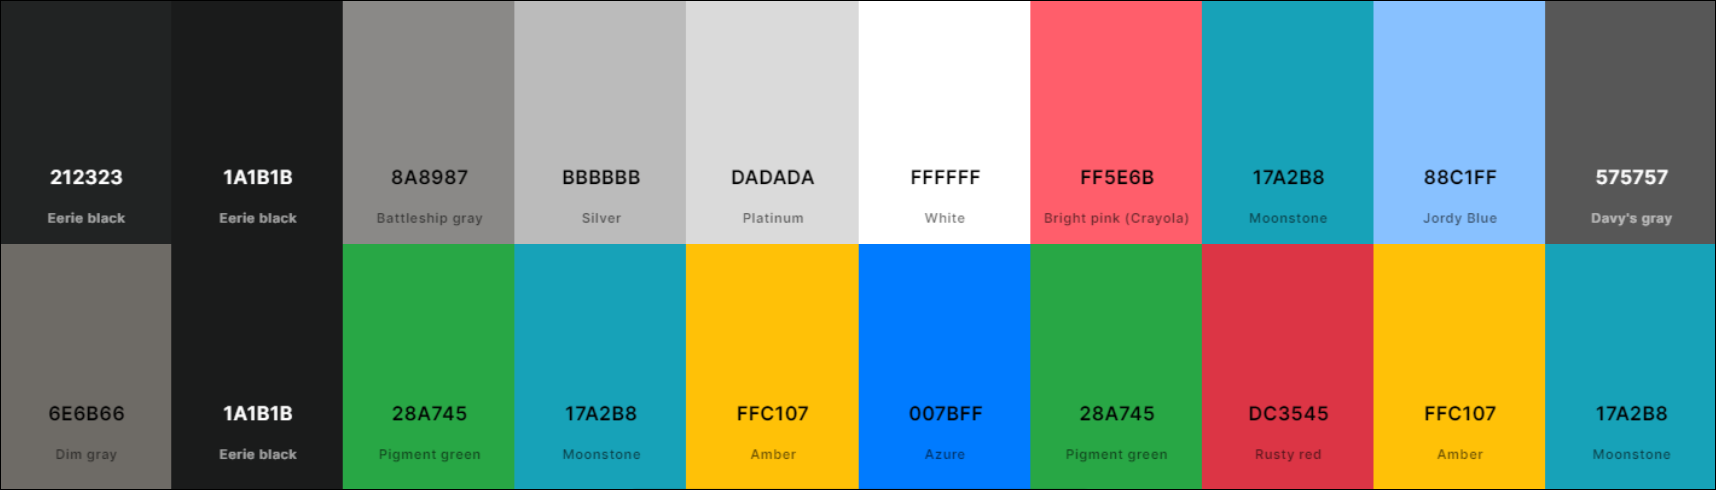 212323 1A1B1B 8A8987 BBBBBB DADADA FFFFFF FF5E6B 17A2B8 88C1FF 575757
Eerie black Eerie black Battleship gray Silver Platinum White Bright pink (Crayola) Moonstone Jordy Blue Davy's gray
6E6B66 1A1B1B 28A745 17A2B8 FFC107 007BFF 28A745 DC3545 FFC107 17A2B8
Dim gray Eerie black Pigment green Moonstone Amber Azure Pigment green Rusty red Amber Moonstone